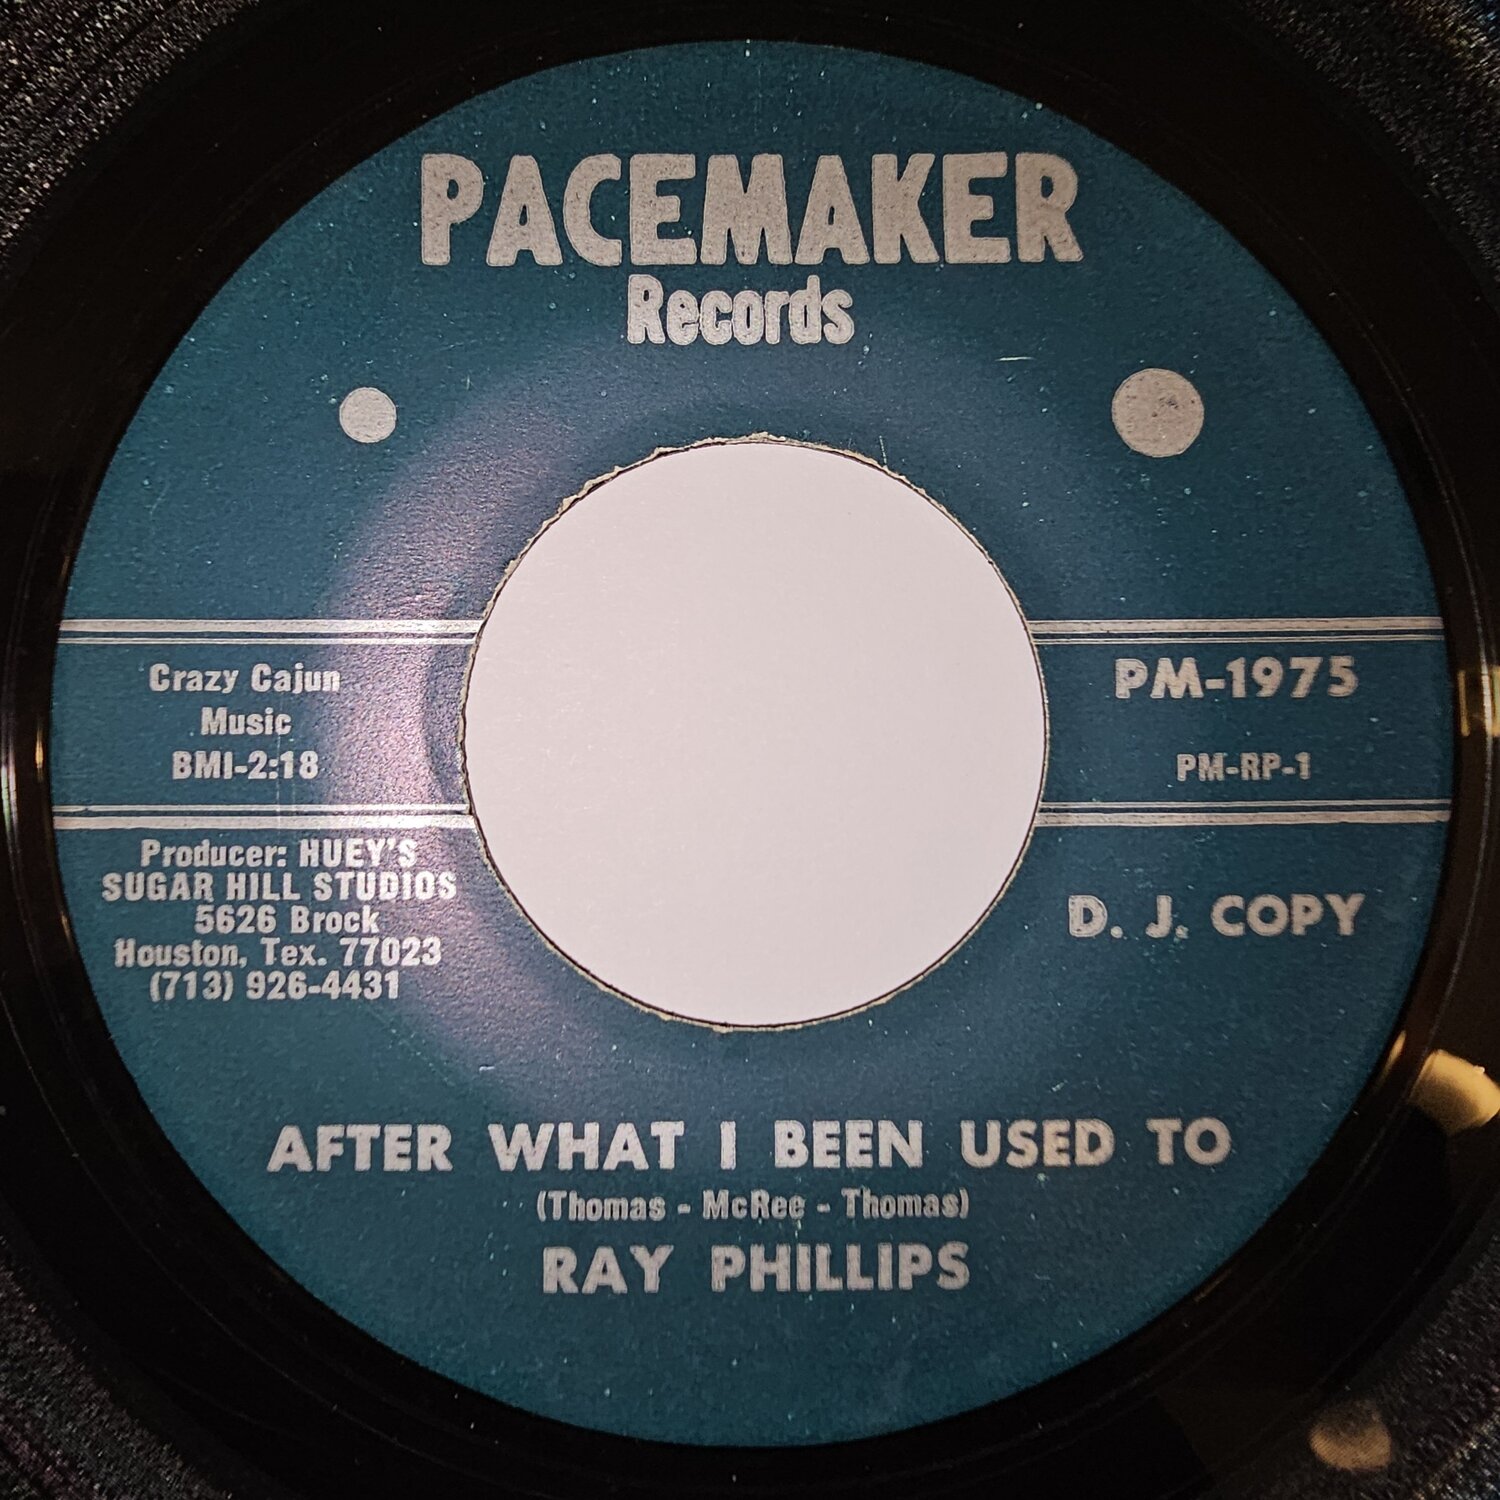 PACEMAKER
Records
Crazy Cajun
Music
BMI-2:18
PM-1975
PM-RP-1
Producer: HUEY'S
SUGAR HILL STUDIOS
5626 Brock
Houston, Tex. 77023
(713) 926-4431
D. J. COPY
AFTER WHAT I BEEN USED TO
(Thomas - McRee - Thomas)
RAY PHILLIPS